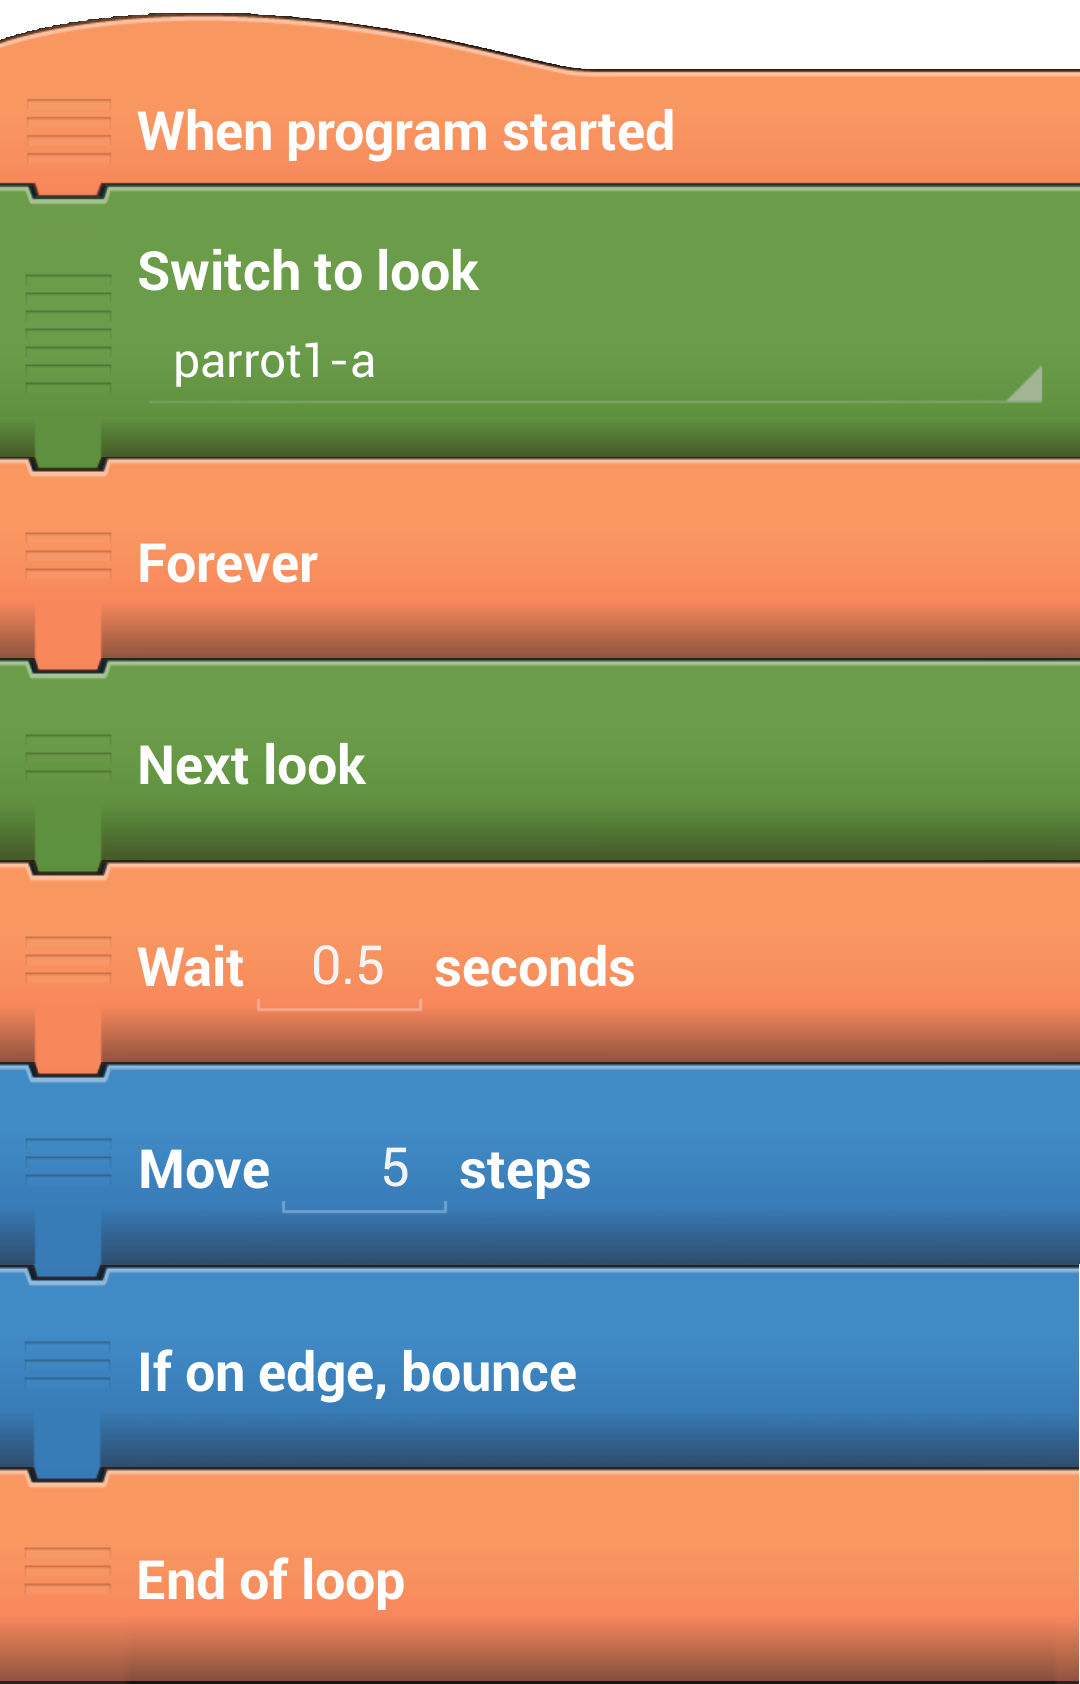 When program started
Switch to look
parrot1-a
Forever
Next look
Wait 0.5 seconds
Move 5 steps
If on edge, bounce
End of loop